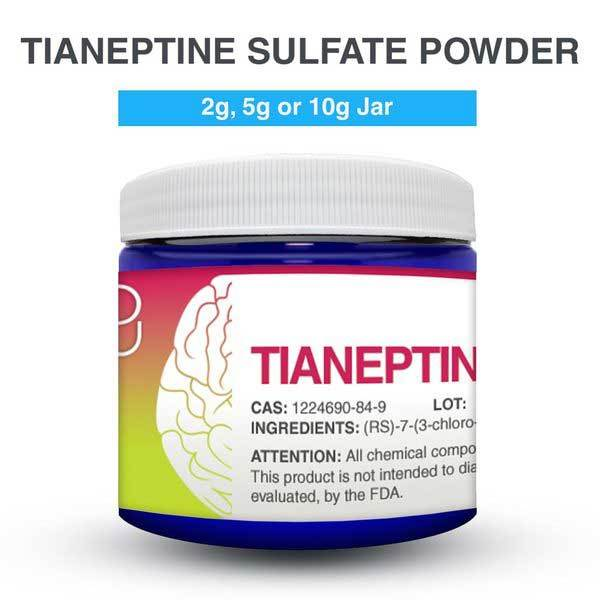 TIANEPTINE SULFATE POWDER
2g, 5g or 10g Jar
TIANEPTIN
CAS: 1224690-84-9 LOT:
INGREDIENTS: (RS)-7-(3-chloro-
ATTENTION: All chemical compo
This product is not intended to dia
evaluated, by the FDA.